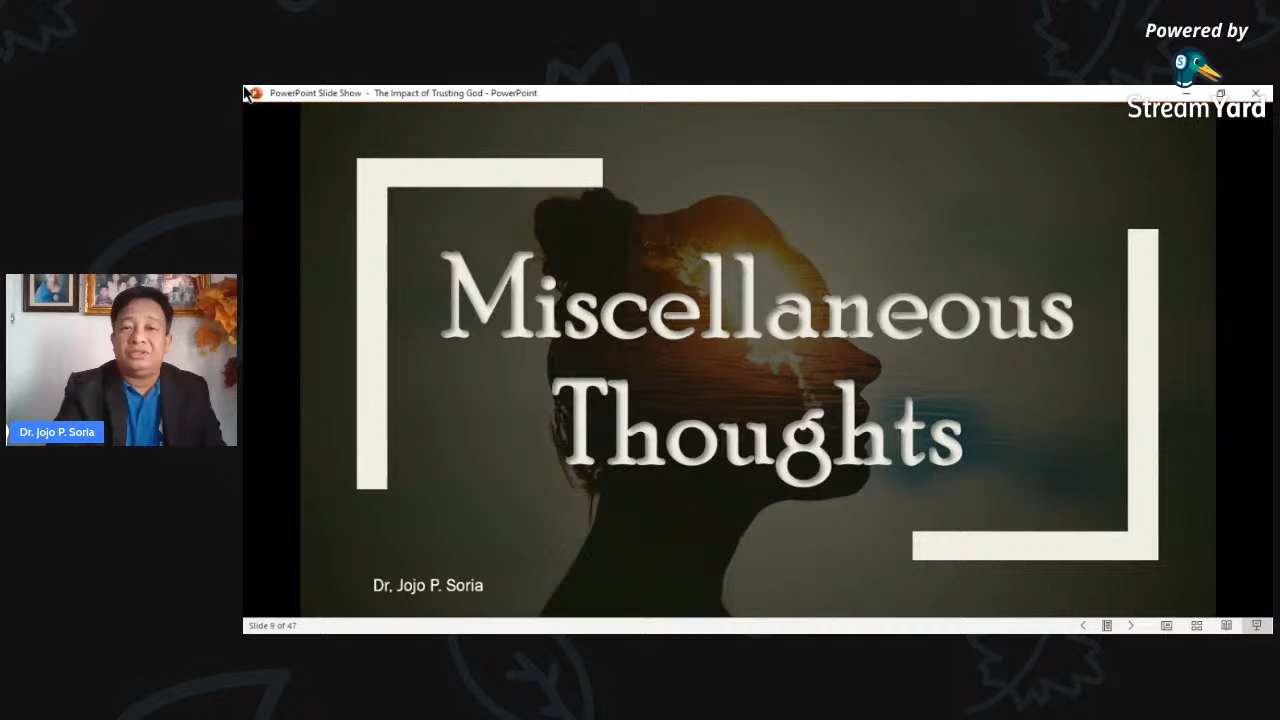 Powered by
StreamYard
PowerPoint Slide Show - The Impact of Trusting God - PowerPoint
Miscellaneous
Thoughts
Dr. Jojo P. Soria
Dr, Jojo P. Soria
Slide 9 of 47